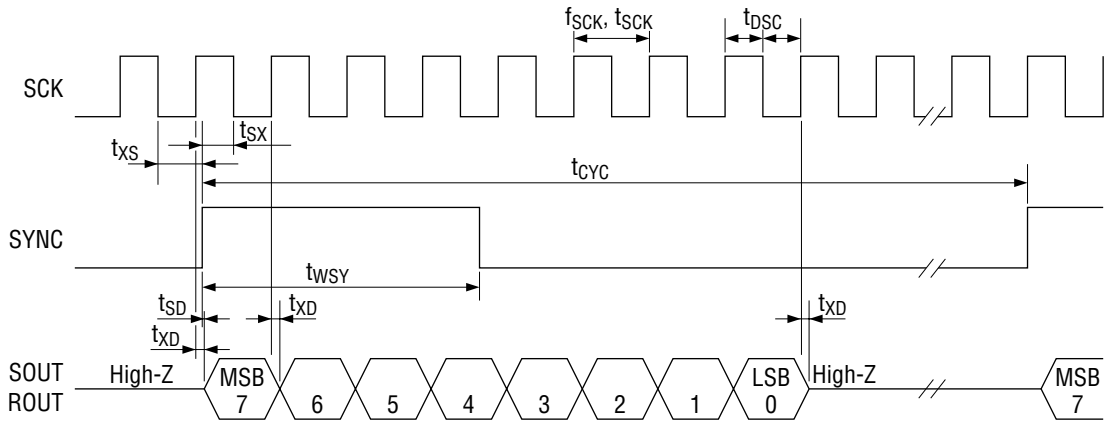 fSCK, tSCK
tDSC
SCK
tSX
tXS
tCYC
SYNC
tWSY
tSD
tXD
tXD
tXD
SOUT
ROUT
High-Z
MSB
7
6
5
4
3
2
1
LSB
0
High-Z
MSB
7